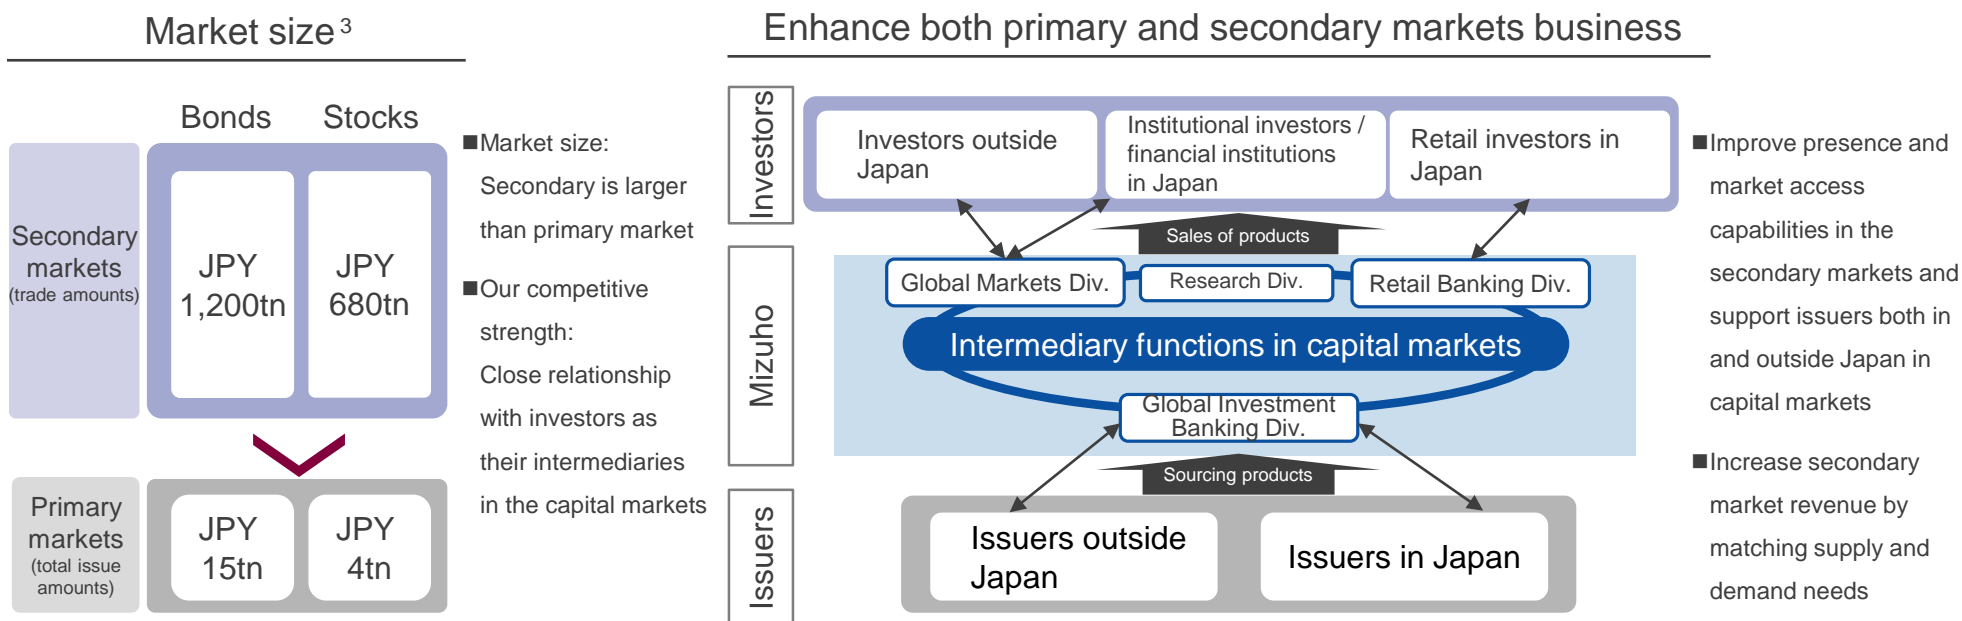 Market size 3
Bonds
Stocks
Secondary
markets
(trade amounts)
JPY
1,200tn
JPY
680tn
Primary
markets
(total issue
amounts)
JPY
15tn
JPY
4tn
■Market size:
Secondary is larger
than primary market
■Our competitive
strength:
Close relationship
with investors as
their intermediaries
in the capital markets
Enhance both primary and secondary markets business
Investors
Investors outside
Japan
Institutional investors /
financial institutions
in Japan
Retail investors in
Japan
Sales of products
Mizuho
Global Markets Div.
Research Div.
Retail Banking Div.
Intermediary functions in capital markets
Global Investment
Banking Div.
Sourcing products
Issuers
Issuers outside
Japan
Issuers in Japan
■Improve presence and
market access
capabilities in the
secondary markets and
support issuers both in
and outside Japan in
capital markets
■Increase secondary
market revenue by
matching supply and
demand needs